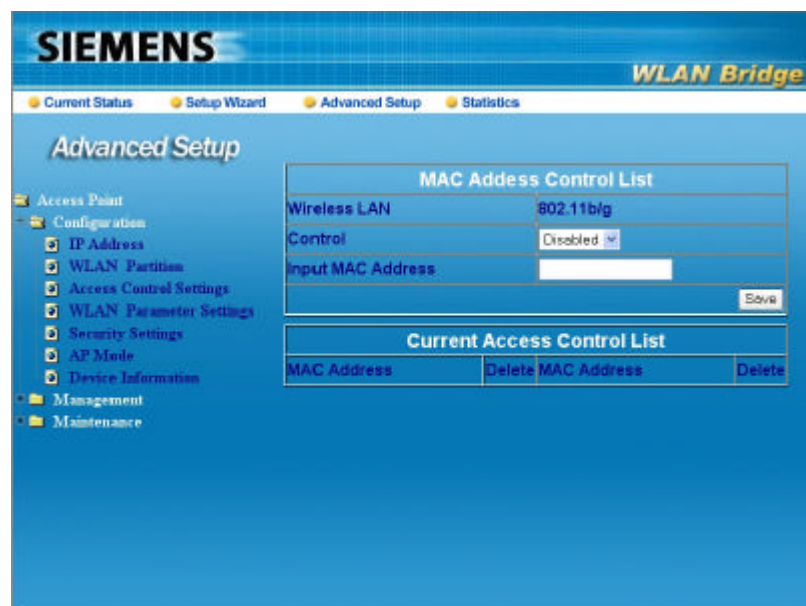 SIEMENS
WLAN Bridge
Current Status Setup Wizard Advanced Setup Statistics
Advanced Setup
MAC Addess Control List
Wireless LAN 802.11b/g
Control Disabled
Input MAC Address
Save
Current Access Control List
MAC Address Delete MAC Address Delete
Access Point
Configuration
IP Address
WLAN Partition
Access Control Settings
WLAN Parameter Settings
Security Settings
AP Mode
Device Information
Management
Maintenance